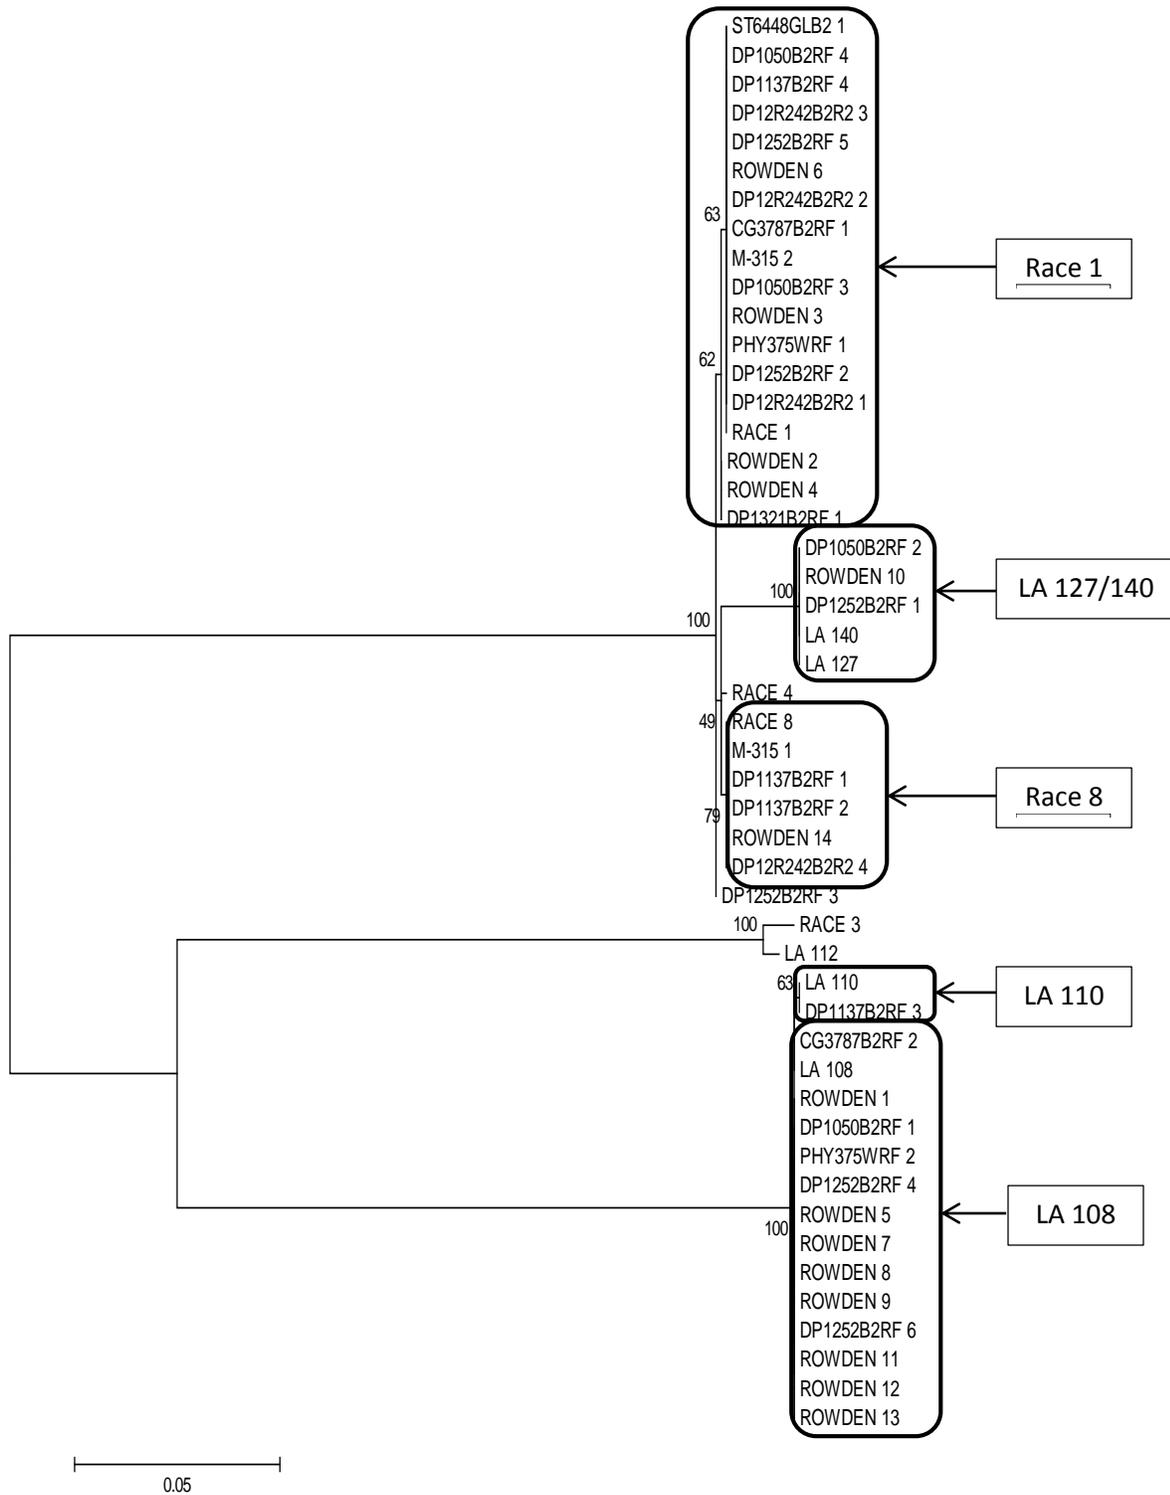 ST6448GLB2 1
DP1050B2RF 4
DP1137B2RF 4
DP12R242B2R2 3
DP1252B2RF 5
ROWDEN 6
DP12R242B2R2 2
63
CG3787B2RF 1
M-315 2
Race 1
DP1050B2RF 3
ROWDEN 3
PHY375WRF 1
62
DP1252B2RF 2
DP12R242B2R2 1
RACE 1
ROWDEN 2
ROWDEN 4
DP1321B2RF 1
DP1050B2RF 2
ROWDEN 10
LA 127/140
100
DP1252B2RF 1
100
LA 140
LA 127
RACE 4
49
RACE 8
M-315 1
DP1137B2RF 1
Race 8
DP1137B2RF 2
79
ROWDEN 14
DP12R242B2R2 4
DP1252B2RF 3
100
RACE 3
LA 112
63
LA 110
LA 110
DP1137B2RF 3
CG3787B2RF 2
LA 108
ROWDEN 1
DP1050B2RF 1
PHY375WRF 2
DP1252B2RF 4
ROWDEN 5
LA 108
100
ROWDEN 7
ROWDEN 8
ROWDEN 9
DP1252B2RF 6
ROWDEN 11
ROWDEN 12
ROWDEN 13
0.05